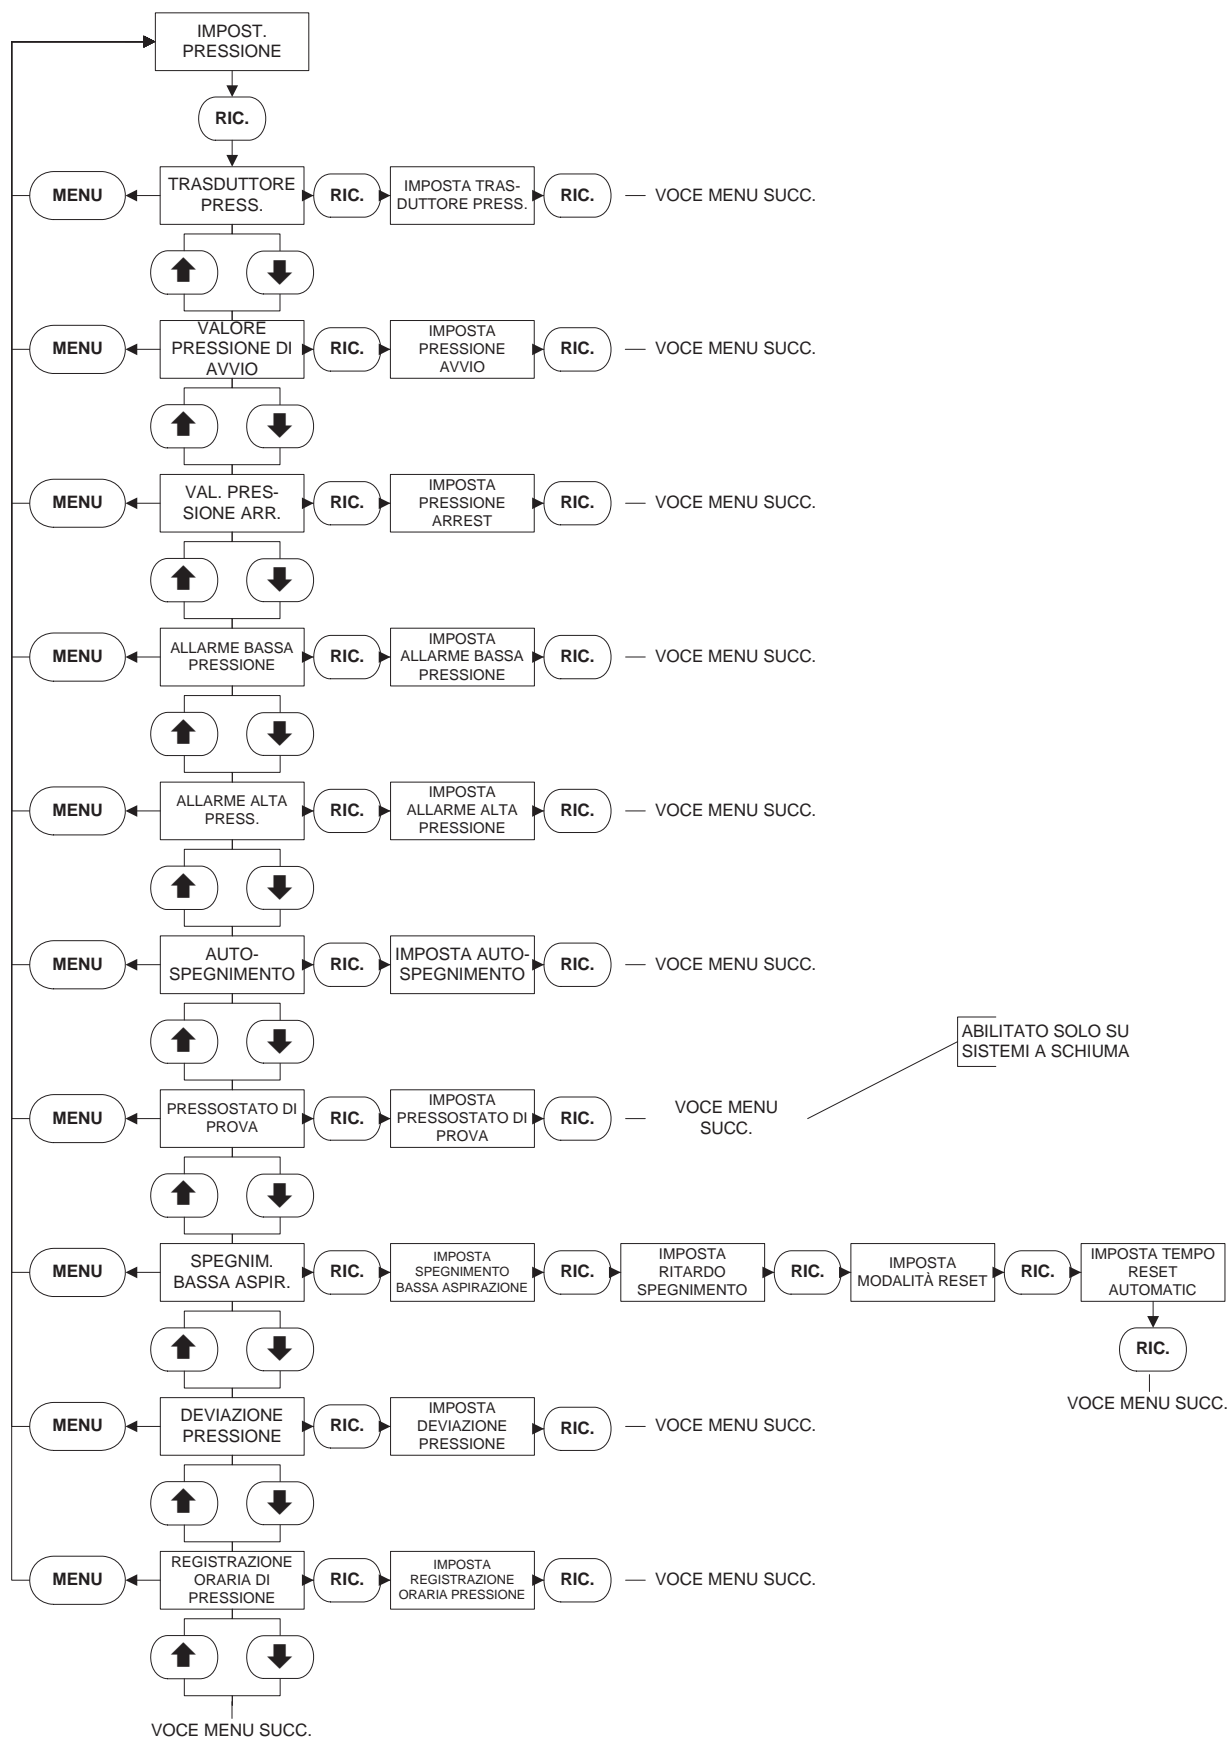 IMPOST.
PRESSIONE
RIC.
MENU
TRASDUTTORE
PRESS.
RIC.
IMPOSTA TRAS-
DUTTORE PRESS.
RIC.
VOCE MENU SUCC.
MENU
VALORE
PRESSIONE DI
AVVIO
RIC.
IMPOSTA
PRESSIONE
AVVIO
RIC.
VOCE MENU SUCC.
MENU
VAL. PRES-
SIONE ARR.
RIC.
IMPOSTA
PRESSIONE
ARREST
RIC.
VOCE MENU SUCC.
MENU
ALLARME BASSA
PRESSIONE
RIC.
IMPOSTA
ALLARME BASSA
PRESSIONE
RIC.
VOCE MENU SUCC.
MENU
ALLARME ALTA
PRESS.
RIC.
IMPOSTA
ALLARME ALTA
PRESSIONE
RIC.
VOCE MENU SUCC.
MENU
AUTO-
SPEGNIMENTO
RIC.
IMPOSTA AUTO-
SPEGNIMENTO
RIC.
VOCE MENU SUCC.
ABILITATO SOLO SU
SISTEMI A SCHIUMA
MENU
PRESSOSTATO DI
PROVA
RIC.
IMPOSTA
PRESSOSTATO DI
PROVA
RIC.
VOCE MENU
SUCC.
MENU
SPEGNIM.
BASSA ASPIR.
RIC.
IMPOSTA
SPEGNIMENTO
BASSA ASPIRAZIONE
RIC.
IMPOSTA
RITARDO
SPEGNIMENTO
RIC.
IMPOSTA
MODALITÀ RESET
RIC.
IMPOSTA TEMPO
RESET
AUTOMATIC
RIC.
VOCE MENU SUCC.
MENU
DEVIAZIONE
PRESSIONE
RIC.
IMPOSTA
DEVIAZIONE
PRESSIONE
RIC.
VOCE MENU SUCC.
MENU
REGISTRAZIONE
ORARIA DI
PRESSIONE
RIC.
IMPOSTA
REGISTRAZIONE
ORARIA PRESSIONE
RIC.
VOCE MENU SUCC.
VOCE MENU SUCC.